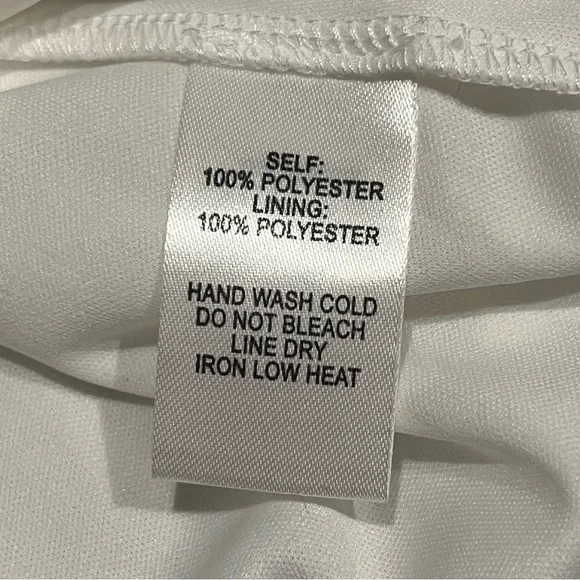 SELF:
100% POLYESTER
LINING:
100% POLYESTER
HAND WASH COLD
DO NOT BLEACH
LINE DRY
IRON LOW HEAT